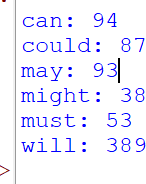 can: 94
could: 87
may: 93
might: 38
must: 53
will: 389
>